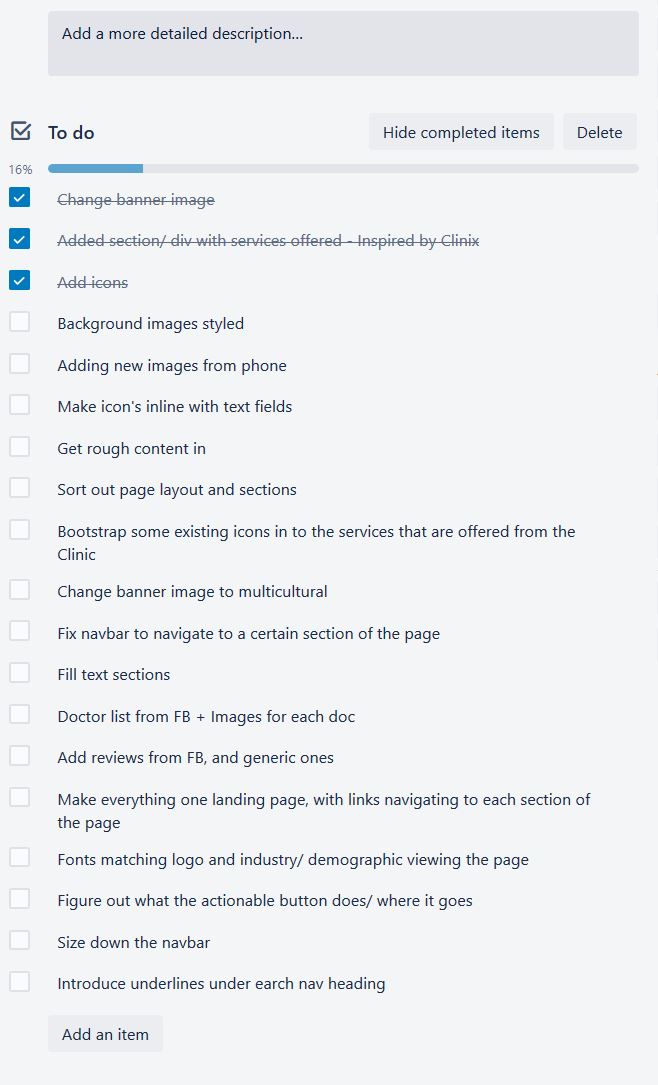 Add a more detailed description...
To do
Hide completed items
Delete
16%
Change banner image
Added section/ div with services offered - Inspired by Clinix
Add icons
Background images styled
Adding new images from phone
Make icon's inline with text fields
Get rough content in
Sort out page layout and sections
Bootstrap some existing icons in to the services that are offered from the
Clinic
Change banner image to multicultural
Fix navbar to navigate to a certain section of the page
Fill text sections
Doctor list from FB + Images for each doc
Add reviews from FB, and generic ones
Make everything one landing page, with links navigating to each section of
the page
Fonts matching logo and industry/ demographic viewing the page
Figure out what the actionable button does/ where it goes
Size down the navbar
Introduce underlines under earch nav heading
Add an item